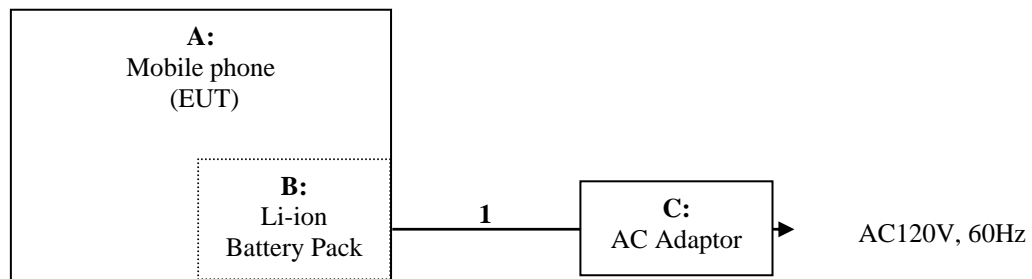 A:
Mobile phone
(EUT)
B:
Li-ion
Battery Pack
1
C:
AC Adaptor
AC120V, 60Hz